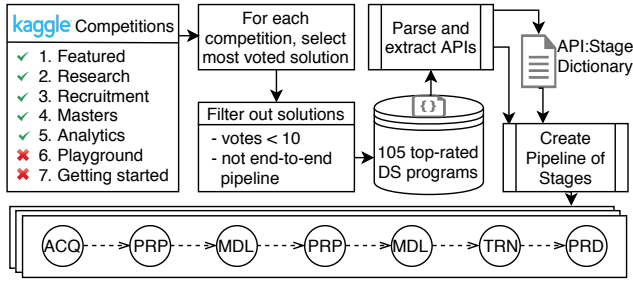 kaggle Competitions
1. Featured
2. Research
3. Recruitment
4. Masters
5. Analytics
6. Playground
7. Getting started
For each
competition, select
most voted solution
Filter out solutions
- votes < 10
- not end-to-end
pipeline
{}
105 top-rated
DS programs
Parse and
extract APIs
API:Stage
Dictionary
Create
Pipeline of
Stages
ACQ PRP MDL PRP MDL TRN PRD